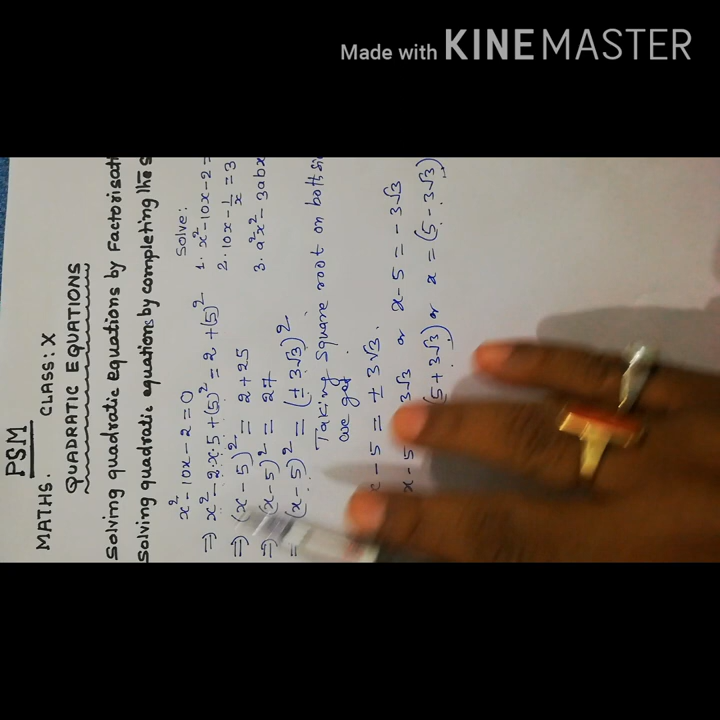 Made with KINEMASTER
PSM
MATHS. CLASS: X
QUADRATIC EQUATIONS
Solving quadratic equations by
Solving quadratic equations by completing the
Solve:
1. x² - 10x - 2 =
2. 10x - 1/x = 3
3. a²x² - 3abx
x² - 10x - 2 = 0
⇒ x² - 2·x·5 + (5)² = 2 + (5)²
⇒ (x - 5)² = 2 + 25
⇒ (x - 5)² = 27
= (x - 5)² = (± 3√3)²
Taking Square root on both
we get
- 5 = ± 3√3.
x - 5 3√3 or x - 5 = - 3√3
(5 + 3√3) or x = (5 - 3√3)